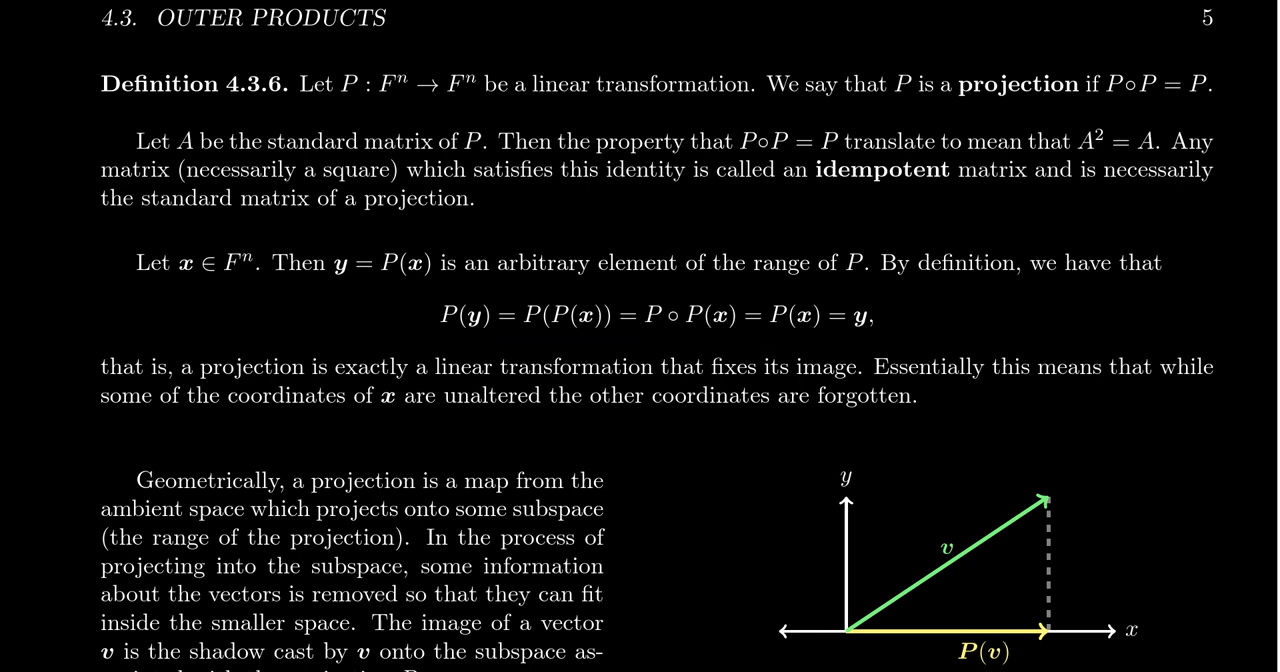 4.3. OUTER PRODUCTS 5
Definition 4.3.6. Let P : Fⁿ → Fⁿ be a linear transformation. We say that P is a projection if P∘P = P.
Let A be the standard matrix of P. Then the property that P∘P = P translate to mean that A² = A. Any
matrix (necessarily a square) which satisfies this identity is called an idempotent matrix and is necessarily
the standard matrix of a projection.
Let x ∈ Fⁿ. Then y = P(x) is an arbitrary element of the range of P. By definition, we have that
P(y) = P(P(x)) = P ∘ P(x) = P(x) = y,
that is, a projection is exactly a linear transformation that fixes its image. Essentially this means that while
some of the coordinates of x are unaltered the other coordinates are forgotten.
Geometrically, a projection is a map from the
ambient space which projects onto some subspace
(the range of the projection). In the process of
projecting into the subspace, some information
about the vectors is removed so that they can fit
inside the smaller space. The image of a vector
v is the shadow cast by v onto the subspace as-
y
v
x
P(v)